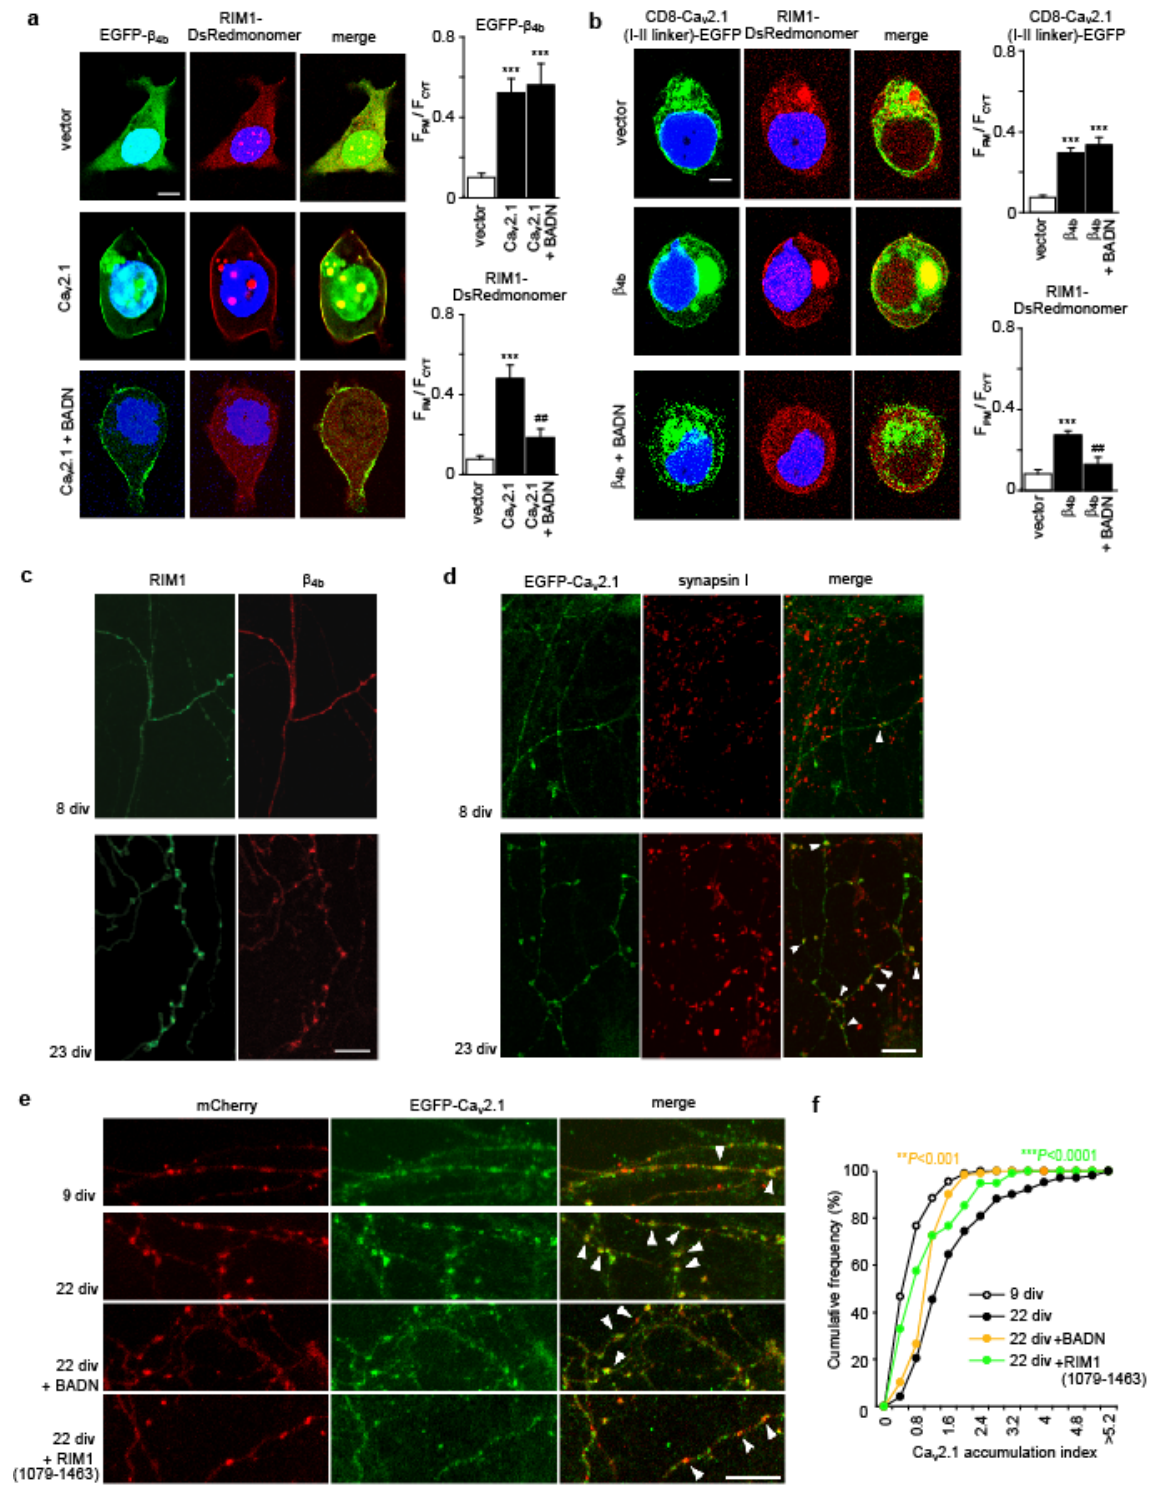 a
EGFP-β4b
RIM1-
DsRedmonomer
merge
vector
Cav2.1
Cav2.1 + BADN
EGFP-β4b
0.8
0.4
0
FPM / FCYT
***
***
vector
Cav2.1
Cav2.1
+ BADN
RIM1-
DsRedmonomer
0.8
0.4
0
FPM / FCYT
***
##
vector
Cav2.1
Cav2.1
+ BADN
b
CD8-Cav2.1
(I-II linker)-EGFP
RIM1-
DsRedmonomer
merge
vector
β4b
β4b + BADN
CD8-Cav2.1
(I-II linker)-EGFP
0.8
0.4
0
FPM / FCYT
***
***
vector
β4b
β4b
+ BADN
RIM1-
DsRedmonomer
0.8
0.4
0
FPM / FCYT
***
##
vector
β4b
β4b
+ BADN
c
RIM1
β4b
8 div
23 div
d
EGFP-Cav2.1
synapsin I
merge
8 div
23 div
e
mCherry
EGFP-Cav2.1
merge
9 div
22 div
22 div
+ BADN
22 div
+ RIM1
(1079-1463)
f
**P<0.001
***P<0.0001
100
80
60
40
20
0
Cumulative frequency (%)
9 div
22 div
22 div +BADN
22 div +RIM1
(1079-1463)
0
0.8
1.6
2.4
3.2
4
4.8
>5.2
Cav2.1 accumulation index